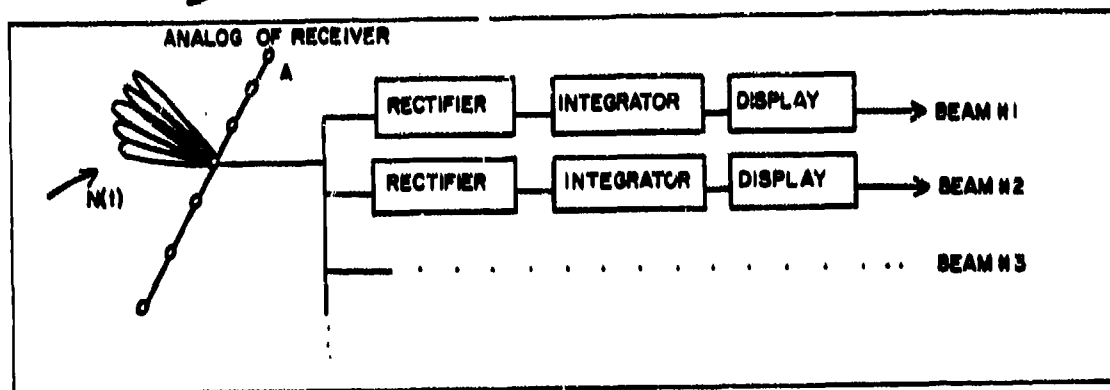 ANALOG OF RECEIVER
A
RECTIFIER INTEGRATOR DISPLAY BEAM #1
N(t)
RECTIFIER INTEGRATOR DISPLAY BEAM #2
BEAM #3